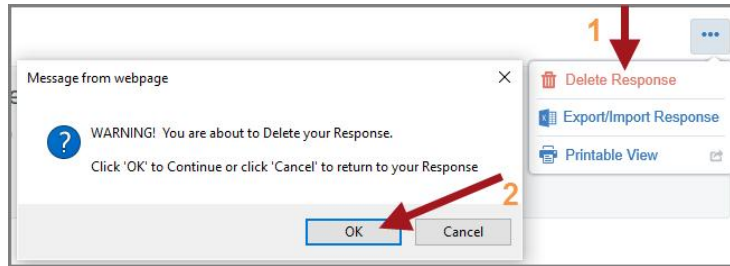 1
•••
Message from webpage
Delete Response
Export/Import Response
Printable View
WARNING! You are about to Delete your Response.
Click 'OK' to Continue or click 'Cancel' to return to your Response
2
OK
Cancel